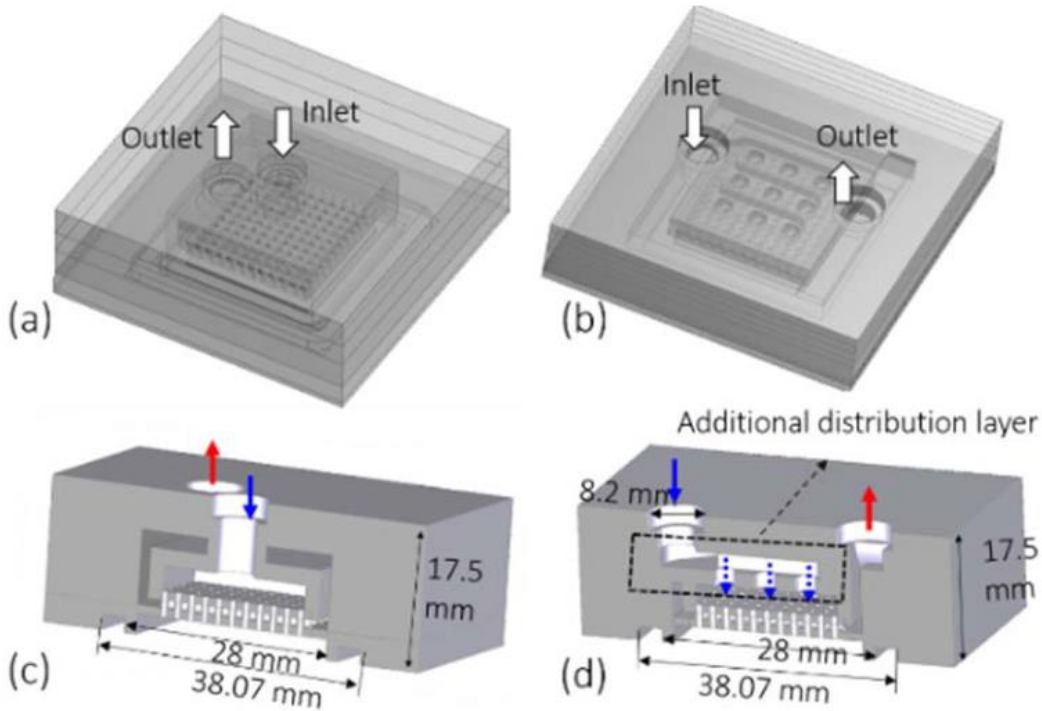 Outlet
Inlet
(a)
Inlet
Outlet
(b)
17.5
mm
28 mm
38.07 mm
(c)
Additional distribution layer
8.2 mm
17.5
mm
28 mm
38.07 mm
(d)